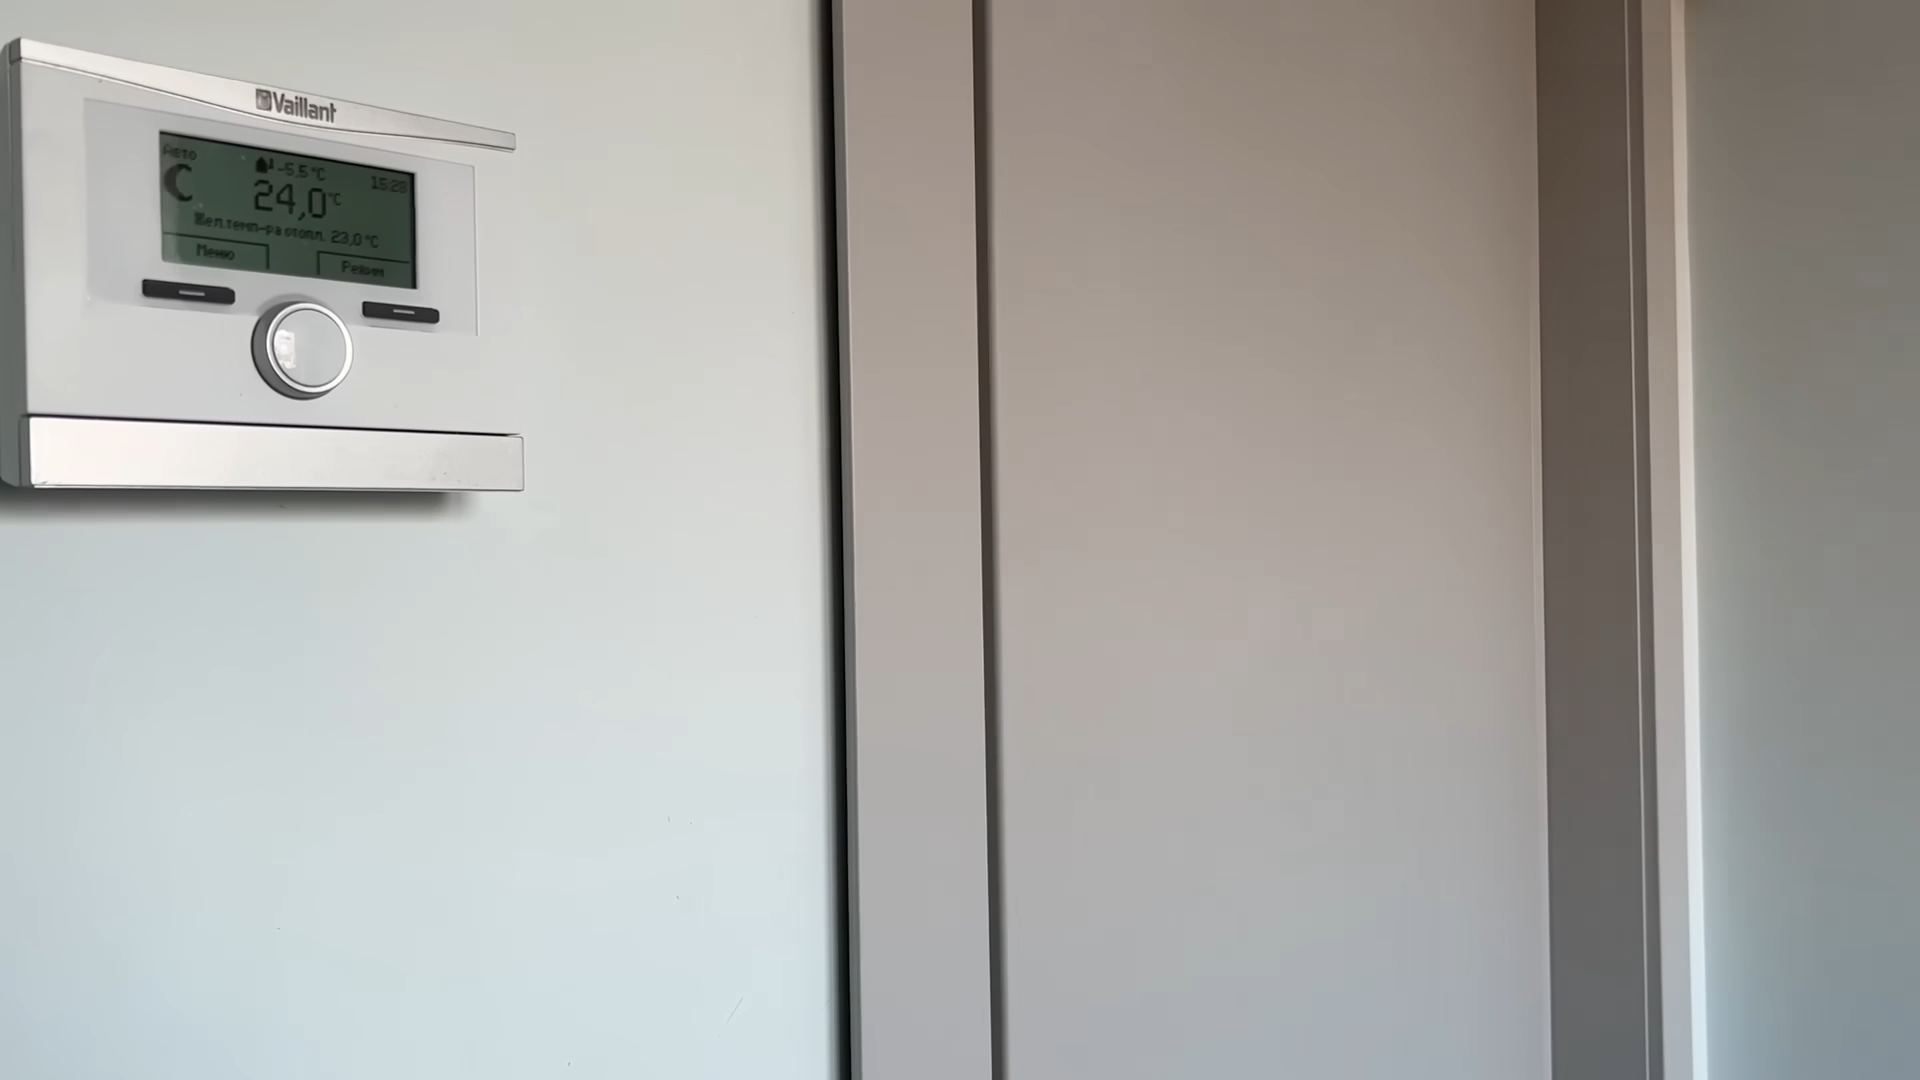 Vaillant
Авто
-5,5 °C
15:28
24,0 °C
Жел.темп-ра отопл. 23,0 °C
Меню
Режим